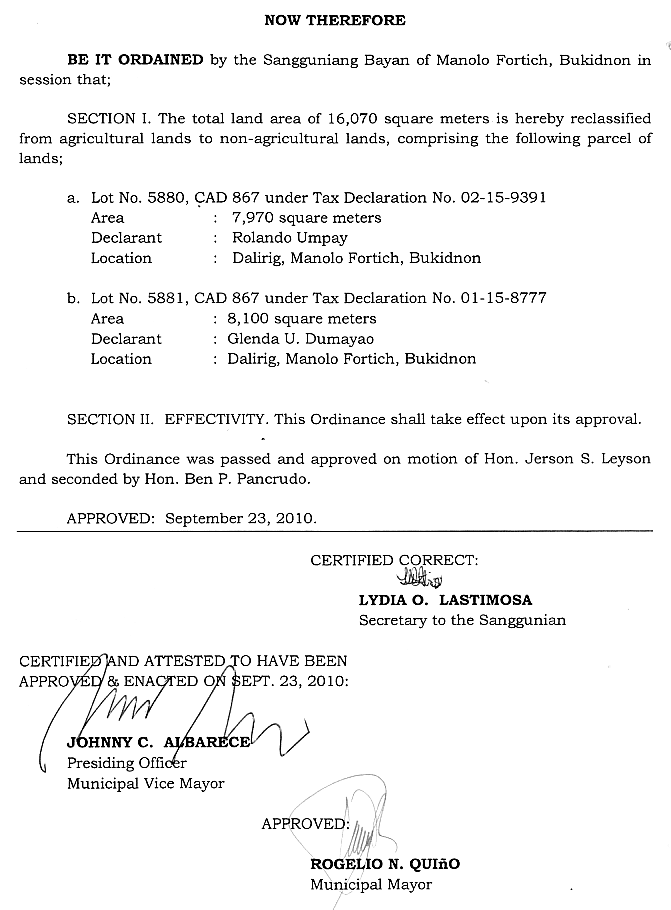 NOW THEREFORE
BE IT ORDAINED by the Sangguniang Bayan of Manolo Fortich, Bukidnon in
session that;
SECTION I. The total land area of 16,070 square meters is hereby reclassified
from agricultural lands to non-agricultural lands, comprising the following parcel of
lands;
a. Lot No. 5880, CAD 867 under Tax Declaration No. 02-15-9391
Area : 7,970 square meters
Declarant : Rolando Umpay
Location : Dalirig, Manolo Fortich, Bukidnon
b. Lot No. 5881, CAD 867 under Tax Declaration No. 01-15-8777
Area : 8,100 square meters
Declarant : Glenda U. Dumayao
Location : Dalirig, Manolo Fortich, Bukidnon
SECTION II. EFFECTIVITY. This Ordinance shall take effect upon its approval.
This Ordinance was passed and approved on motion of Hon. Jerson S. Leyson
and seconded by Hon. Ben P. Pancrudo.
APPROVED: September 23, 2010.
CERTIFIED CORRECT:
LYDIA O. LASTIMOSA
Secretary to the Sanggunian
CERTIFIED AND ATTESTED TO HAVE BEEN
APPROVED & ENACTED ON SEPT. 23, 2010:
JOHNNY C. ALBARECE
Presiding Officer
Municipal Vice Mayor
APPROVED:
ROGELIO N. QUIñO
Municipal Mayor